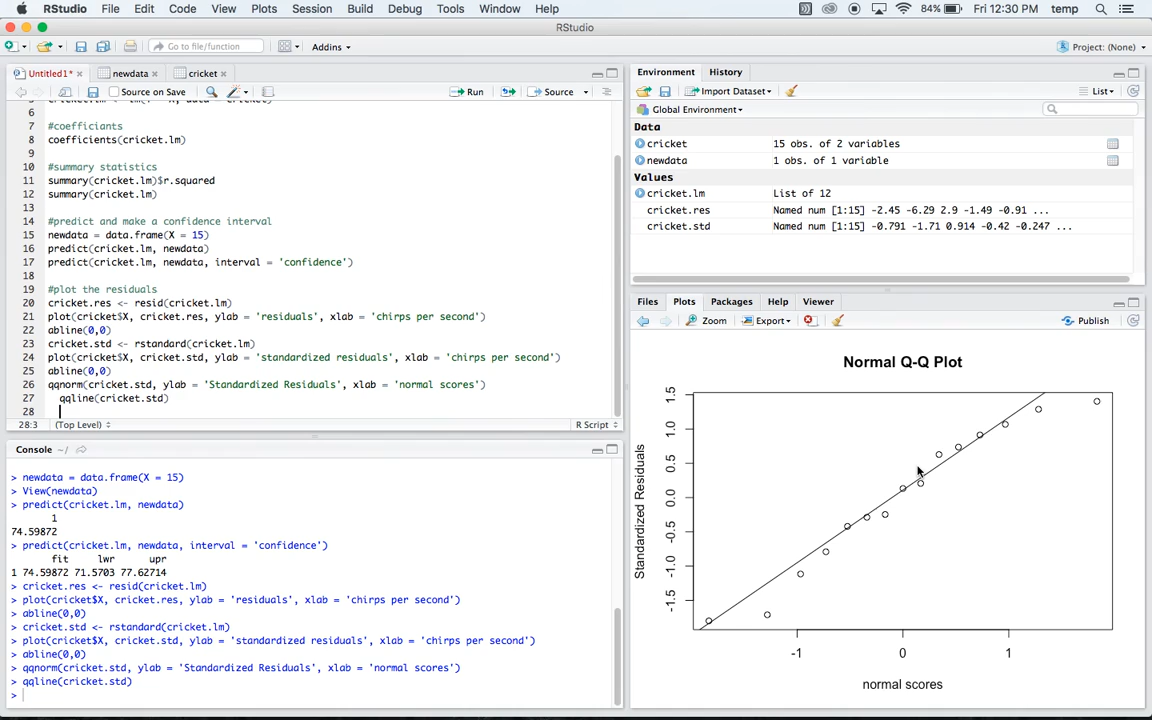 RStudio File Edit Code View Plots Session Build Debug Tools Window Help 84% Fri 12:30 PM temp
RStudio
Go to file/function Addins Project: (None)
Untitled1* newdata cricket
Source on Save Run Source
6
7 #coefficiants
8 coefficients(cricket.lm)
9
10 #summary statistics
11 summary(cricket.lm)$r.squared
12 summary(cricket.lm)
13
14 #predict and make a confidence interval
15 newdata = data.frame(X = 15)
16 predict(cricket.lm, newdata)
17 predict(cricket.lm, newdata, interval = 'confidence')
18
19 #plot the residuals
20 cricket.res <- resid(cricket.lm)
21 plot(cricket$X, cricket.res, ylab = 'residuals', xlab = 'chirps per second')
22 abline(0,0)
23 cricket.std <- rstandard(cricket.lm)
24 plot(cricket$X, cricket.std, ylab = 'standardized residuals', xlab = 'chirps per second')
25 abline(0,0)
26 qqnorm(cricket.std, ylab = 'Standardized Residuals', xlab = 'normal scores')
27 qqline(cricket.std)
28
28:3 (Top Level) R Script
Console ~/
> newdata = data.frame(X = 15)
> View(newdata)
> predict(cricket.lm, newdata)
1
74.59872
> predict(cricket.lm, newdata, interval = 'confidence')
fit lwr upr
1 74.59872 71.5703 77.62714
> cricket.res <- resid(cricket.lm)
> plot(cricket$X, cricket.res, ylab = 'residuals', xlab = 'chirps per second')
> abline(0,0)
> cricket.std <- rstandard(cricket.lm)
> plot(cricket$X, cricket.std, ylab = 'standardized residuals', xlab = 'chirps per second')
> abline(0,0)
> qqnorm(cricket.std, ylab = 'Standardized Residuals', xlab = 'normal scores')
> qqline(cricket.std)
>
Environment History
Import Dataset List
Global Environment
Data
cricket 15 obs. of 2 variables
newdata 1 obs. of 1 variable
Values
cricket.lm List of 12
cricket.res Named num [1:15] -2.45 -6.29 2.9 -1.49 -0.91 ...
cricket.std Named num [1:15] -0.791 -1.71 0.914 -0.42 -0.247 ...
Files Plots Packages Help Viewer
Zoom Export Publish
Normal Q-Q Plot
Standardized Residuals
1.5
1.0
0.5
0.0
-0.5
-1.0
-1.5
-1 0 1
normal scores